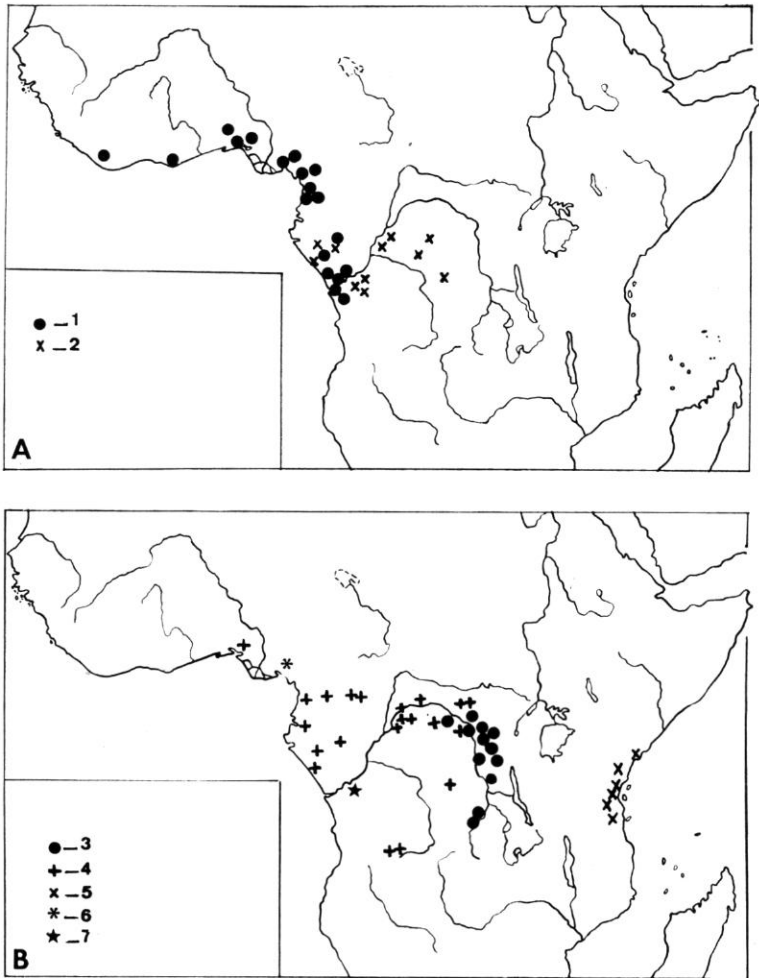 ● – 1
x – 2
A
● – 3
+ – 4
x – 5
* – 6
★ – 7
B